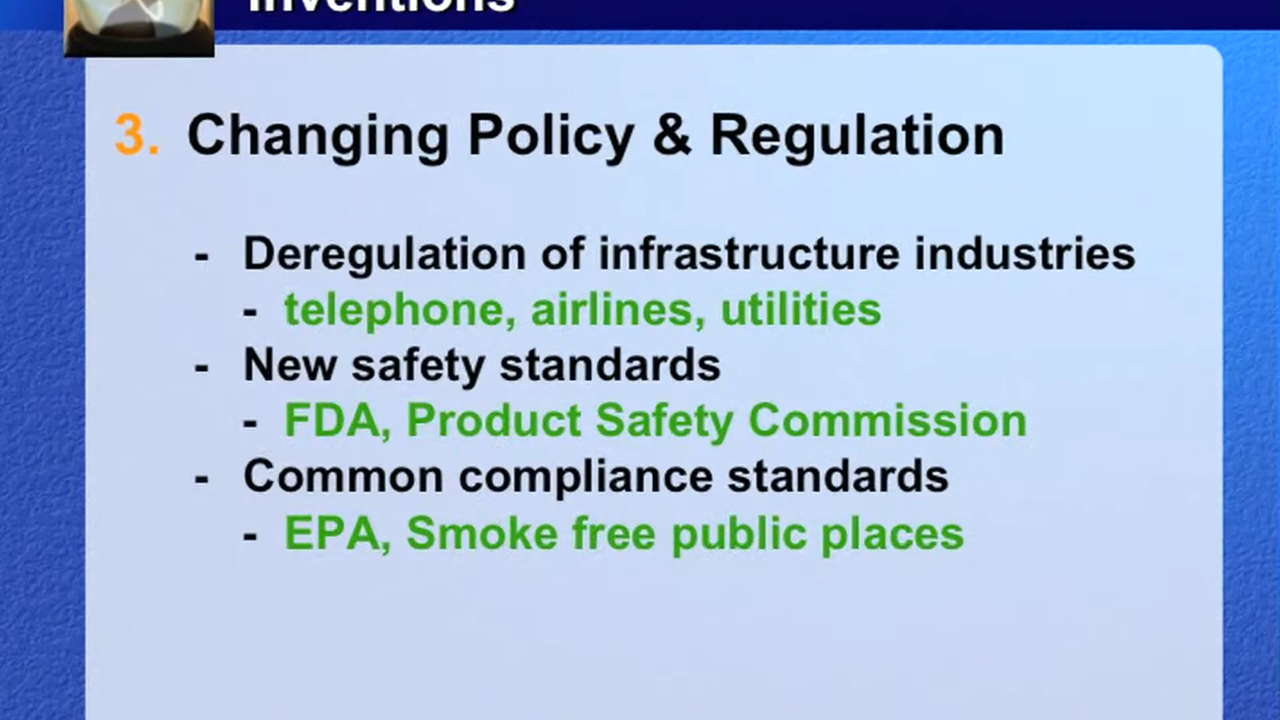 Inventions
3. Changing Policy & Regulation
- Deregulation of infrastructure industries
- telephone, airlines, utilities
- New safety standards
- FDA, Product Safety Commission
- Common compliance standards
- EPA, Smoke free public places